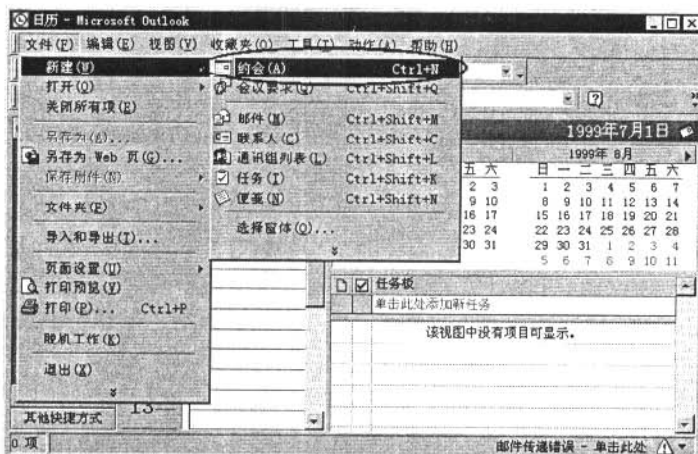 日历 - Microsoft Outlook
文件(F) 编辑(E) 视图(V) 收藏夹(O) 工具(T) 动作(A) 帮助(H)
新建(W)
打开(O)
关闭所有项(E)
另存为(A)...
另存为 Web 页(G)...
保存附件(N)
文件夹(F)
导入和导出(I)...
页面设置(U)
打印预览(V)
打印(P)... Ctrl+P
脱机工作(K)
退出(X)
约会(A) Ctrl+N
会议要求(Q) Ctrl+Shift+Q
邮件(M) Ctrl+Shift+M
联系人(C) Ctrl+Shift+C
通讯组列表(L) Ctrl+Shift+L
任务(T) Ctrl+Shift+K
便笺(N) Ctrl+Shift+N
选择窗体(O)...
1999年7月1日
1999年 8月
五 六 日 一 二 三 四 五 六
2 3 1 2 3 4 5 6 7
9 10 8 9 10 11 12 13 14
16 17 15 16 17 18 19 20 21
23 24 22 23 24 25 26 27 28
30 31 29 30 31 1 2 3 4
5 6 7 8 9 10 11
任务板
单击此处添加新任务
该视图中没有项目可显示。
其他快捷方式
13
0 项
邮件传递错误 - 单击此处